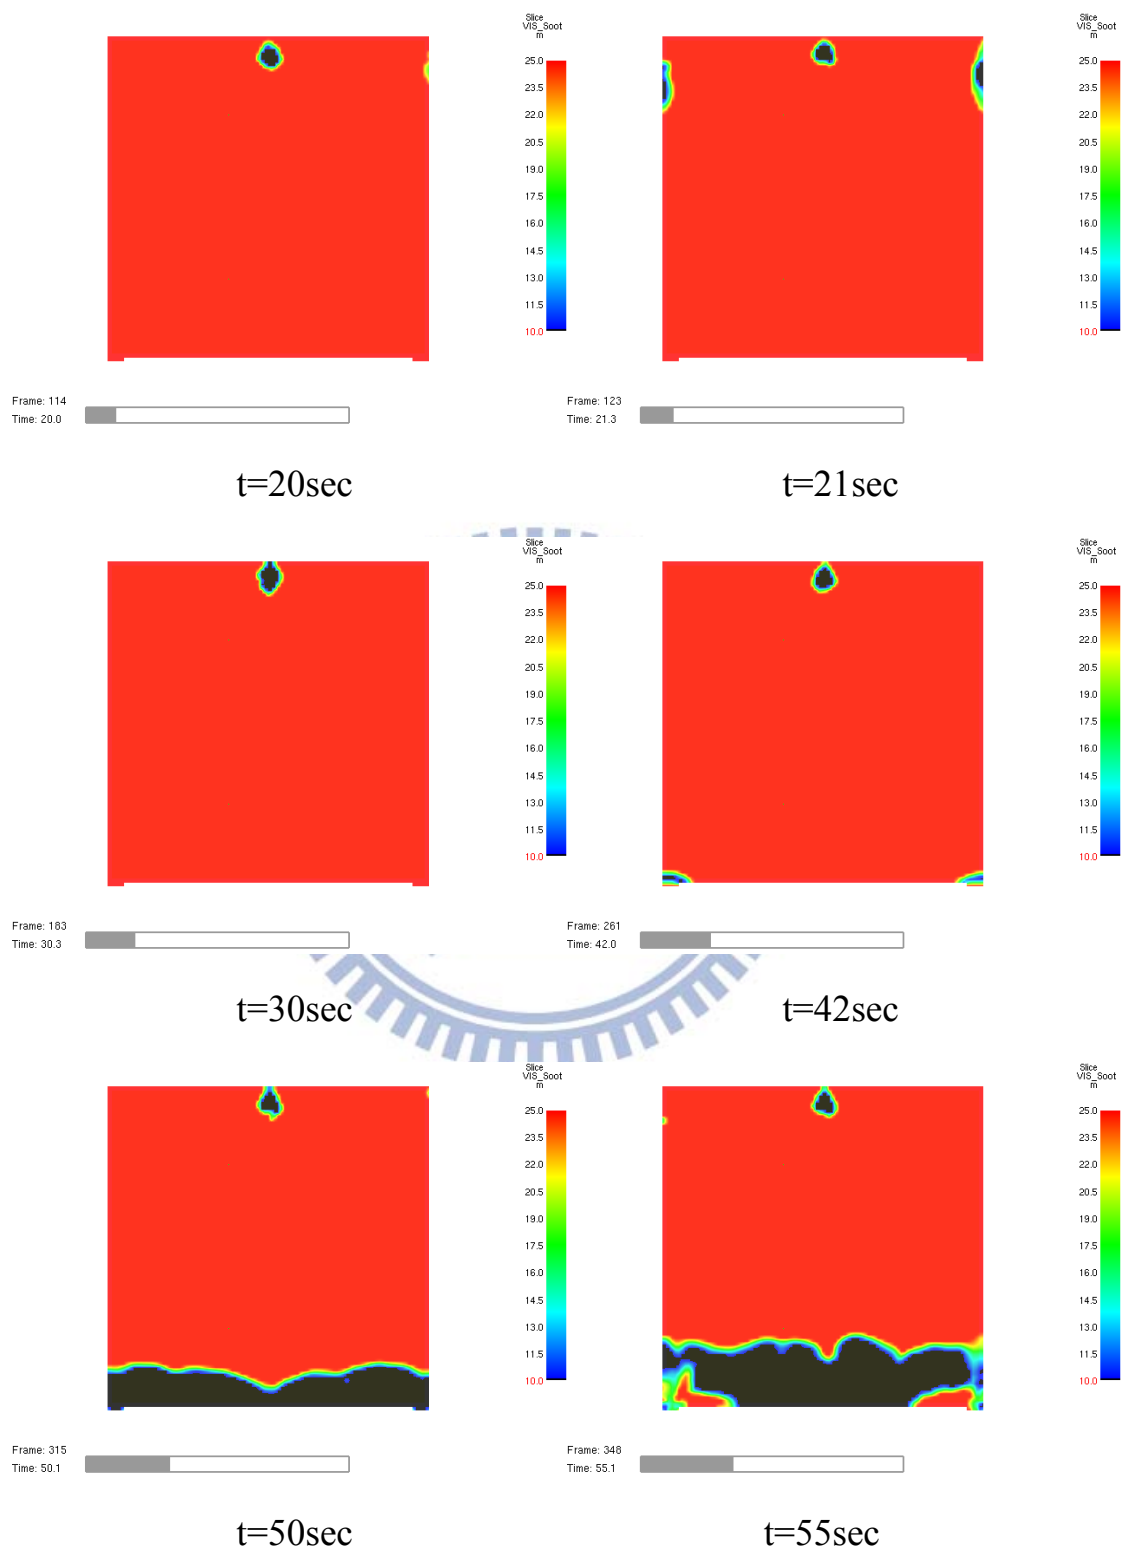 Slice
VIS_Soot
m
25.0
23.5
22.0
20.5
19.0
17.5
16.0
14.5
13.0
11.5
10.0
Frame: 114
Time: 20.0
t=20sec
Slice
VIS_Soot
m
25.0
23.5
22.0
20.5
19.0
17.5
16.0
14.5
13.0
11.5
10.0
Frame: 123
Time: 21.3
t=21sec
Slice
VIS_Soot
m
25.0
23.5
22.0
20.5
19.0
17.5
16.0
14.5
13.0
11.5
10.0
Frame: 183
Time: 30.3
t=30sec
Slice
VIS_Soot
m
25.0
23.5
22.0
20.5
19.0
17.5
16.0
14.5
13.0
11.5
10.0
Frame: 261
Time: 42.0
t=42sec
Slice
VIS_Soot
m
25.0
23.5
22.0
20.5
19.0
17.5
16.0
14.5
13.0
11.5
10.0
Frame: 315
Time: 50.1
t=50sec
Slice
VIS_Soot
m
25.0
23.5
22.0
20.5
19.0
17.5
16.0
14.5
13.0
11.5
10.0
Frame: 348
Time: 55.1
t=55sec